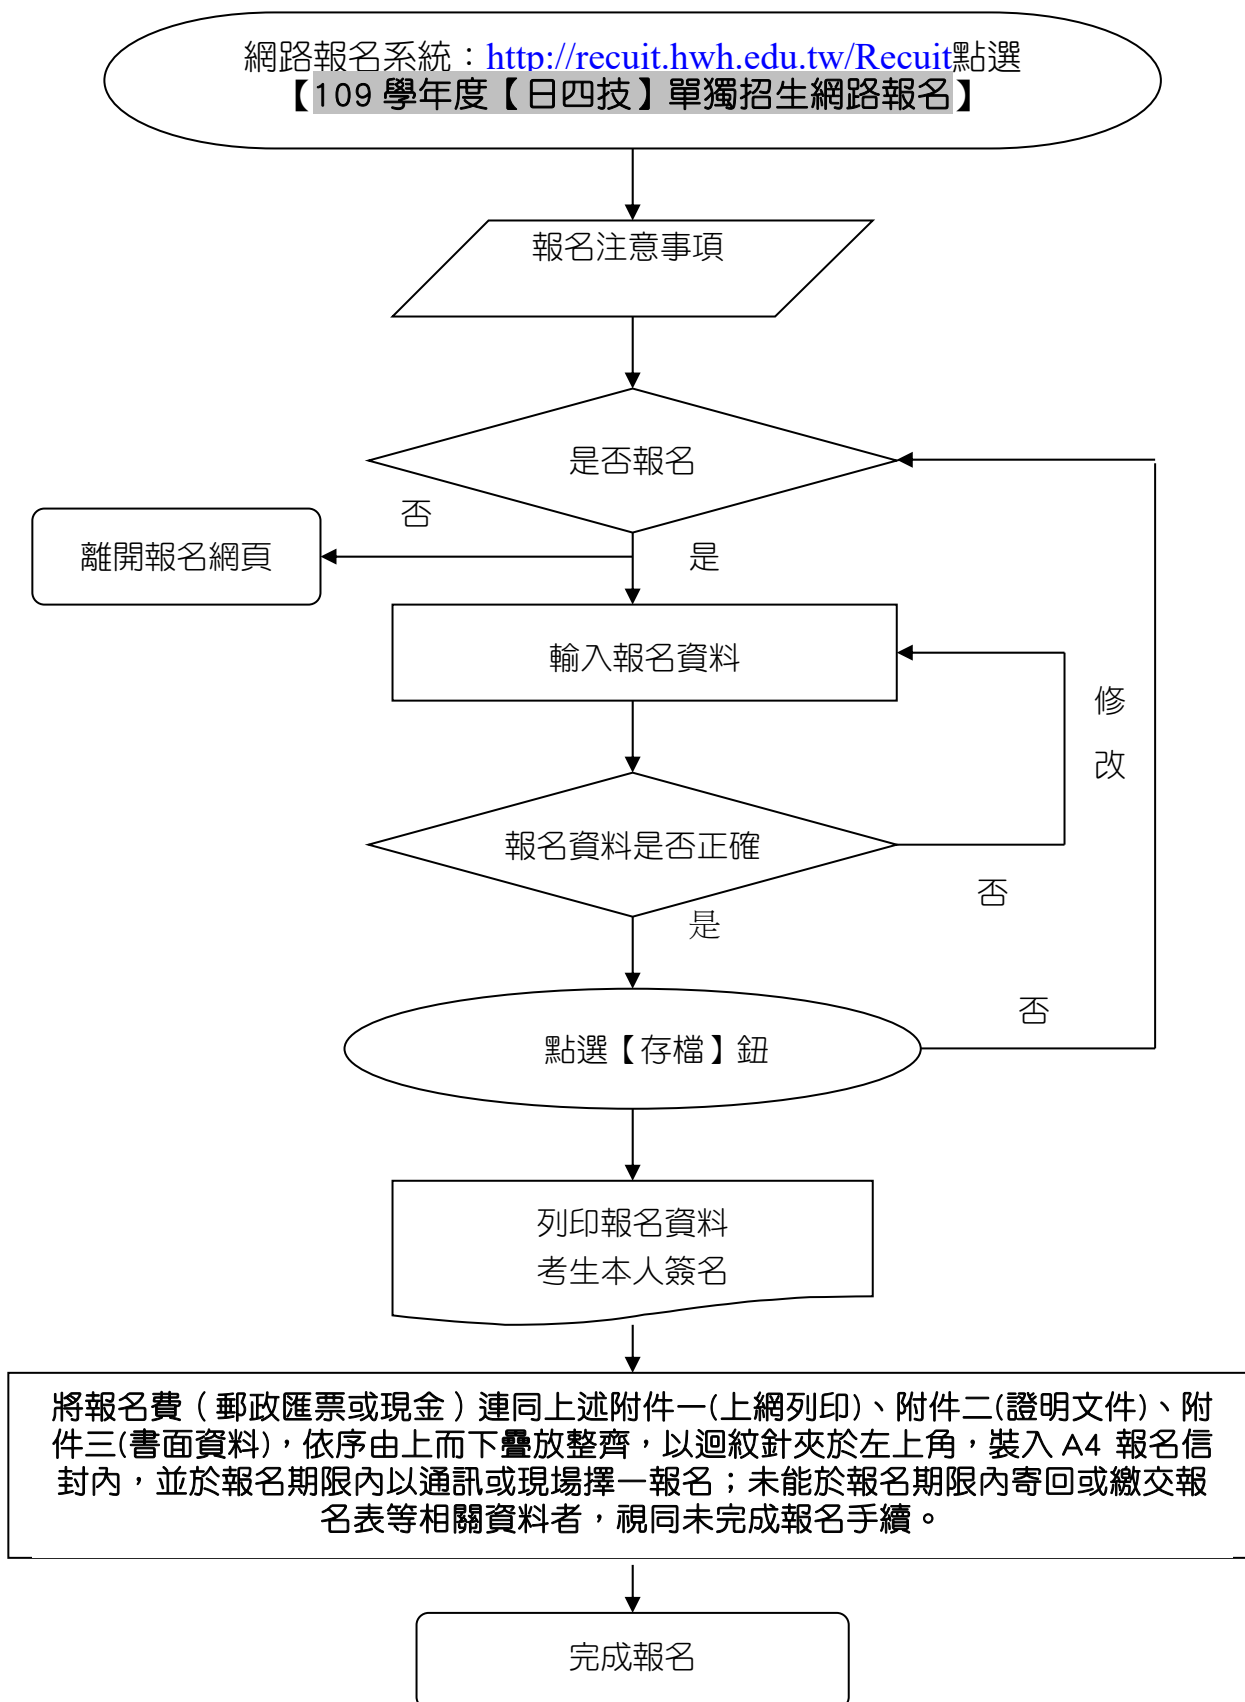 網路報名系統：http://recuit.hwh.edu.tw/Recuit點選
【109 學年度【日四技】單獨招生網路報名】
報名注意事項
是否報名
否
離開報名網頁
是
輸入報名資料
修
改
報名資料是否正確
否
是
否
點選【存檔】鈕
列印報名資料
考生本人簽名
將報名費（郵政匯票或現金）連同上述附件一(上網列印)、附件二(證明文件)、附
件三(書面資料)，依序由上而下疊放整齊，以迴紋針夾於左上角，裝入 A4 報名信
封內，並於報名期限內以通訊或現場擇一報名；未能於報名期限內寄回或繳交報
名表等相關資料者，視同未完成報名手續。
完成報名